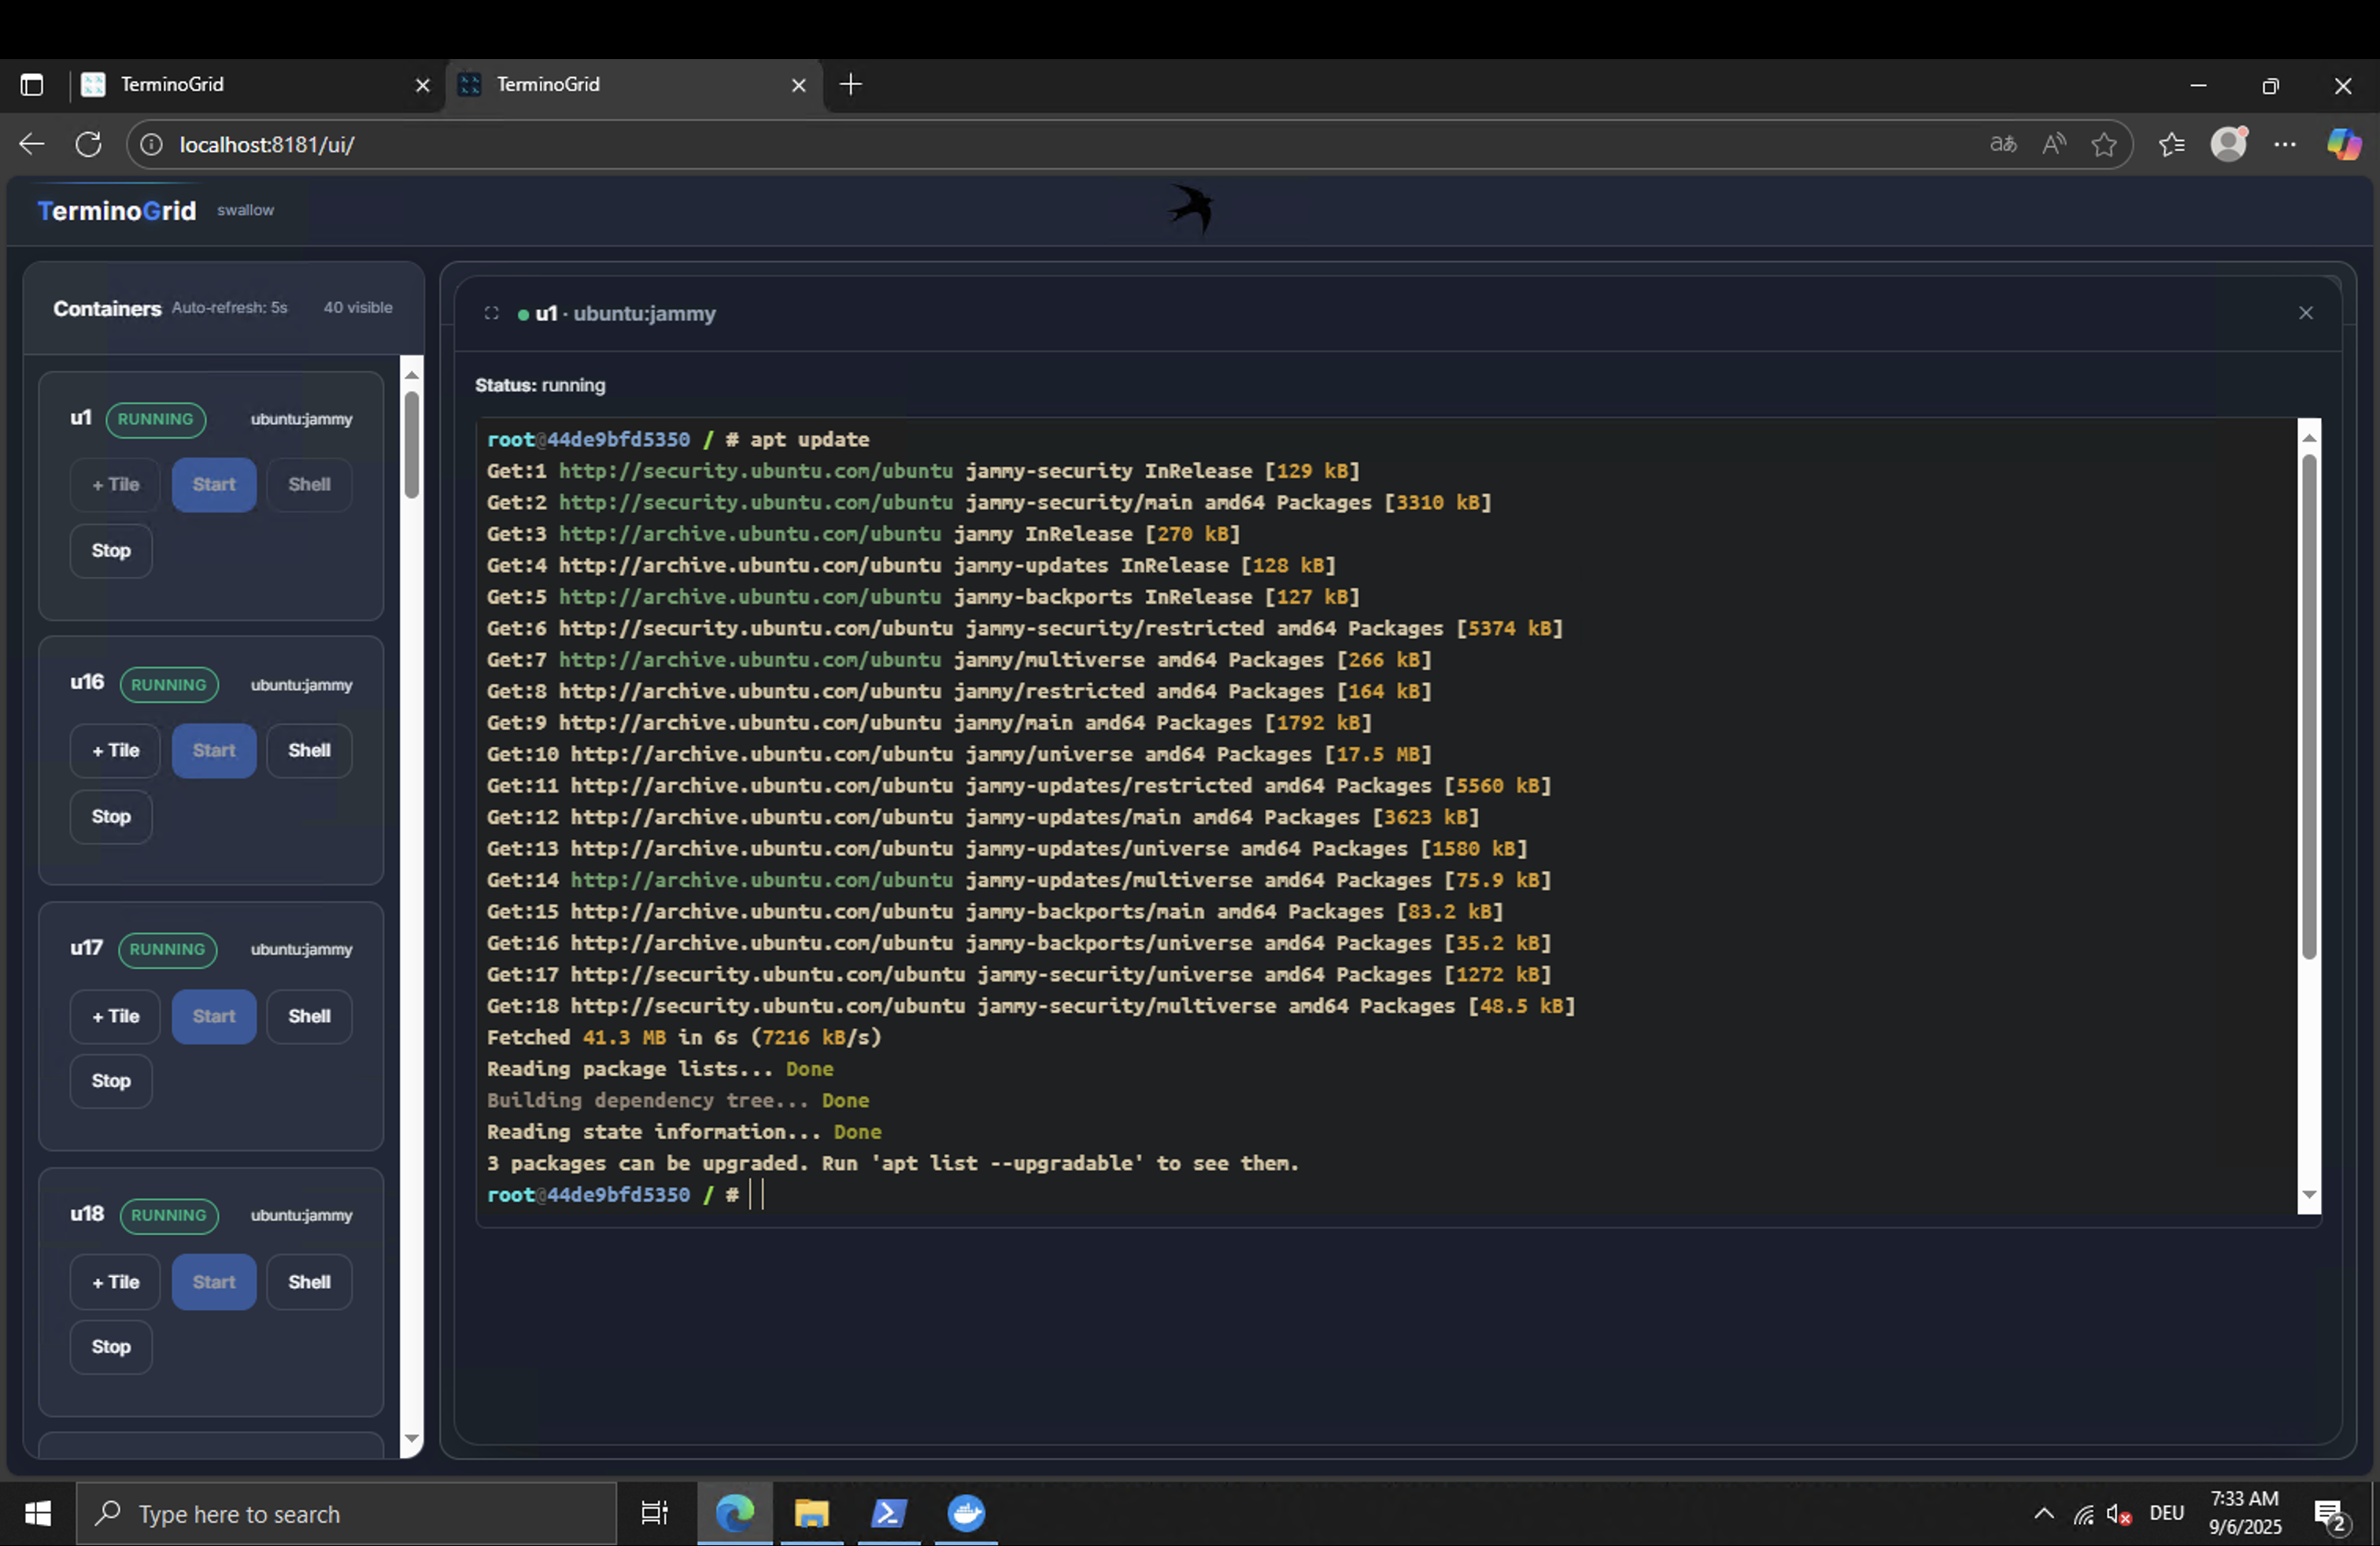 TerminoGrid
TerminoGrid
localhost:8181/ui/
TerminoGrid swallow
Containers Auto-refresh: 5s 40 visible
u1 RUNNING ubuntu:jammy
+ Tile Start Shell
Stop
u16 RUNNING ubuntu:jammy
+ Tile Start Shell
Stop
u17 RUNNING ubuntu:jammy
+ Tile Start Shell
Stop
u18 RUNNING ubuntu:jammy
+ Tile Start Shell
Stop
u1 · ubuntu:jammy
Status: running
root@44de9bfd5350 / # apt update
Get:1 http://security.ubuntu.com/ubuntu jammy-security InRelease [129 kB]
Get:2 http://security.ubuntu.com/ubuntu jammy-security/main amd64 Packages [3310 kB]
Get:3 http://archive.ubuntu.com/ubuntu jammy InRelease [270 kB]
Get:4 http://archive.ubuntu.com/ubuntu jammy-updates InRelease [128 kB]
Get:5 http://archive.ubuntu.com/ubuntu jammy-backports InRelease [127 kB]
Get:6 http://security.ubuntu.com/ubuntu jammy-security/restricted amd64 Packages [5374 kB]
Get:7 http://archive.ubuntu.com/ubuntu jammy/multiverse amd64 Packages [266 kB]
Get:8 http://archive.ubuntu.com/ubuntu jammy/restricted amd64 Packages [164 kB]
Get:9 http://archive.ubuntu.com/ubuntu jammy/main amd64 Packages [1792 kB]
Get:10 http://archive.ubuntu.com/ubuntu jammy/universe amd64 Packages [17.5 MB]
Get:11 http://archive.ubuntu.com/ubuntu jammy-updates/restricted amd64 Packages [5560 kB]
Get:12 http://archive.ubuntu.com/ubuntu jammy-updates/main amd64 Packages [3623 kB]
Get:13 http://archive.ubuntu.com/ubuntu jammy-updates/universe amd64 Packages [1580 kB]
Get:14 http://archive.ubuntu.com/ubuntu jammy-updates/multiverse amd64 Packages [75.9 kB]
Get:15 http://archive.ubuntu.com/ubuntu jammy-backports/main amd64 Packages [83.2 kB]
Get:16 http://archive.ubuntu.com/ubuntu jammy-backports/universe amd64 Packages [35.2 kB]
Get:17 http://security.ubuntu.com/ubuntu jammy-security/universe amd64 Packages [1272 kB]
Get:18 http://security.ubuntu.com/ubuntu jammy-security/multiverse amd64 Packages [48.5 kB]
Fetched 41.3 MB in 6s (7216 kB/s)
Reading package lists... Done
Building dependency tree... Done
Reading state information... Done
3 packages can be upgraded. Run 'apt list --upgradable' to see them.
root@44de9bfd5350 / #
Type here to search
DEU
7:33 AM
9/6/2025
2